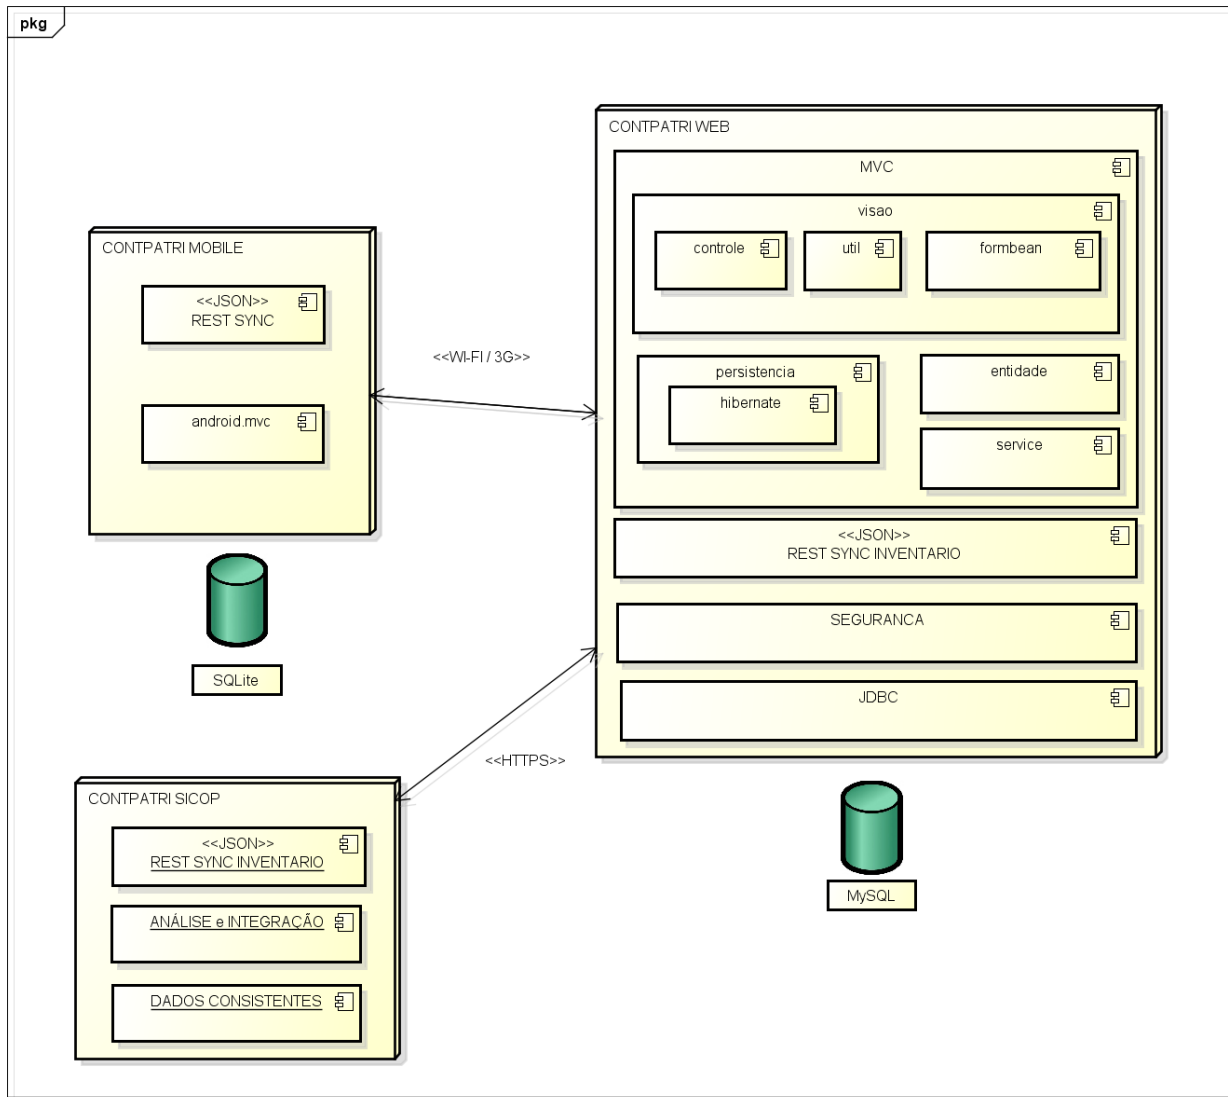 pkg
CONTPATRI WEB
MVC
visao
controle
util
formbean
persistencia
hibernate
entidade
service
<<JSON>>
REST SYNC INVENTARIO
SEGURANCA
JDBC
MySQL
CONTPATRI MOBILE
<<JSON>>
REST SYNC
android.mvc
SQLite
<<WI-FI / 3G>>
<<HTTPS>>
CONTPATRI SICOP
<<JSON>>
REST SYNC INVENTARIO
ANÁLISE e INTEGRAÇÃO
DADOS CONSISTENTES